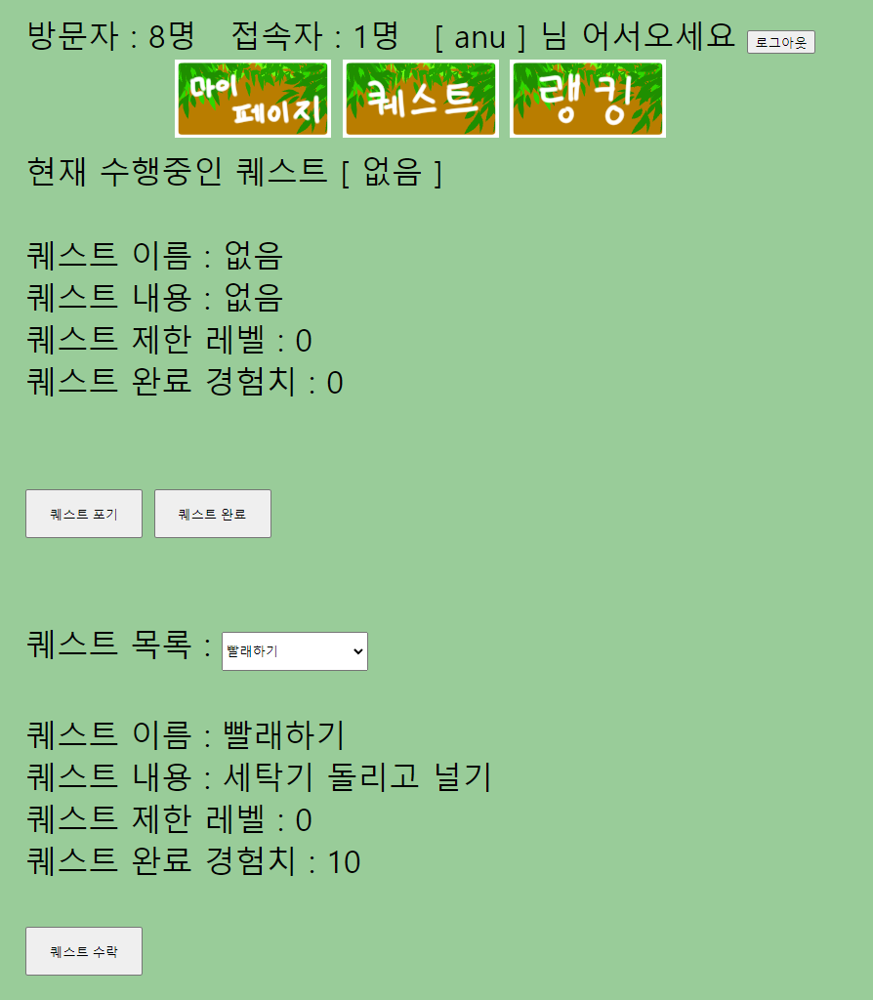 방문자 : 8명 접속자 : 1명 [ anu ] 님 어서오세요 로그아웃
마이 페이지 퀘스트 랭킹
현재 수행중인 퀘스트 [ 없음 ]
퀘스트 이름 : 없음
퀘스트 내용 : 없음
퀘스트 제한 레벨 : 0
퀘스트 완료 경험치 : 0
퀘스트 포기 퀘스트 완료
퀘스트 목록 : 빨래하기
퀘스트 이름 : 빨래하기
퀘스트 내용 : 세탁기 돌리고 널기
퀘스트 제한 레벨 : 0
퀘스트 완료 경험치 : 10
퀘스트 수락